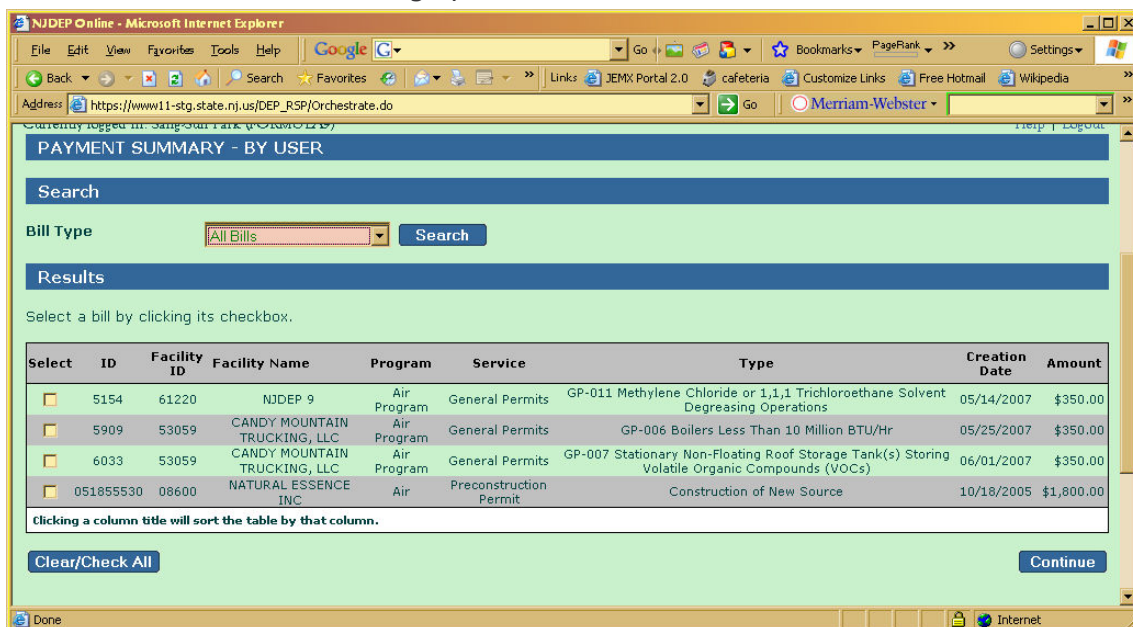 NJDEP Online - Microsoft Internet Explorer
File Edit View Favorites Tools Help Google G Go Bookmarks PageRank » Settings
Back Search Favorites » Links JEMX Portal 2.0 cafeteria Customize Links Free Hotmail Wikipedia »
Address https://www11-stg.state.nj.us/DEP_RSP/Orchestrate.do Go Merriam-Webster »
Currently logged in: Sang-Sun Park Help | Logout
PAYMENT SUMMARY - BY USER
Search
Bill Type All Bills Search
Results
Select a bill by clicking its checkbox.
Select ID Facility ID Facility Name Program Service Type Creation Date Amount
5154 61220 NJDEP 9 Air Program General Permits GP-011 Methylene Chloride or 1,1,1 Trichloroethane Solvent Degreasing Operations 05/14/2007 $350.00
5909 53059 CANDY MOUNTAIN TRUCKING, LLC Air Program General Permits GP-006 Boilers Less Than 10 Million BTU/Hr 05/25/2007 $350.00
6033 53059 CANDY MOUNTAIN TRUCKING, LLC Air Program General Permits GP-007 Stationary Non-Floating Roof Storage Tank(s) Storing Volatile Organic Compounds (VOCs) 06/01/2007 $350.00
051855530 08600 NATURAL ESSENCE INC Air Preconstruction Permit Construction of New Source 10/18/2005 $1,800.00
Clicking a column title will sort the table by that column.
Clear/Check All Continue
Done Internet